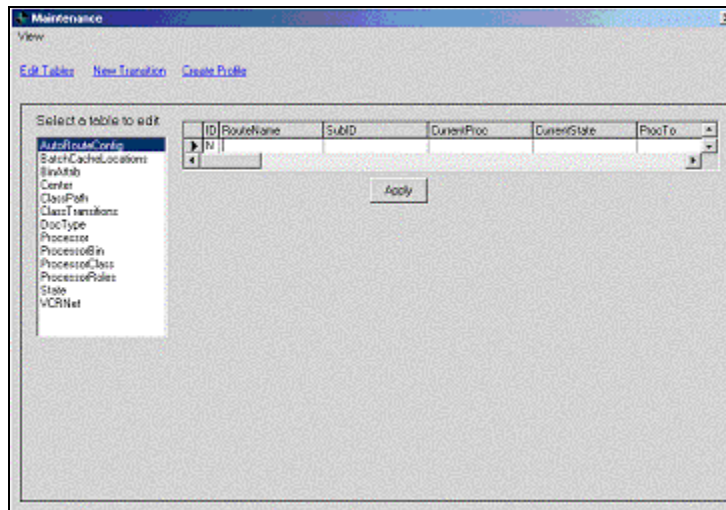 Maintenance
View
Edit Tables New Transition Create Profile
Select a table to edit
ID RouteName SubID CurrentProc CurrentState ProcTo
N
AutoRouteConfig
BatchCacheLocations
BinAttrib
Center
ClassPath
ClassTransitions
DocType
Processor
ProcessorBin
ProcessorClass
ProcessorRoles
State
VCRNet
Apply